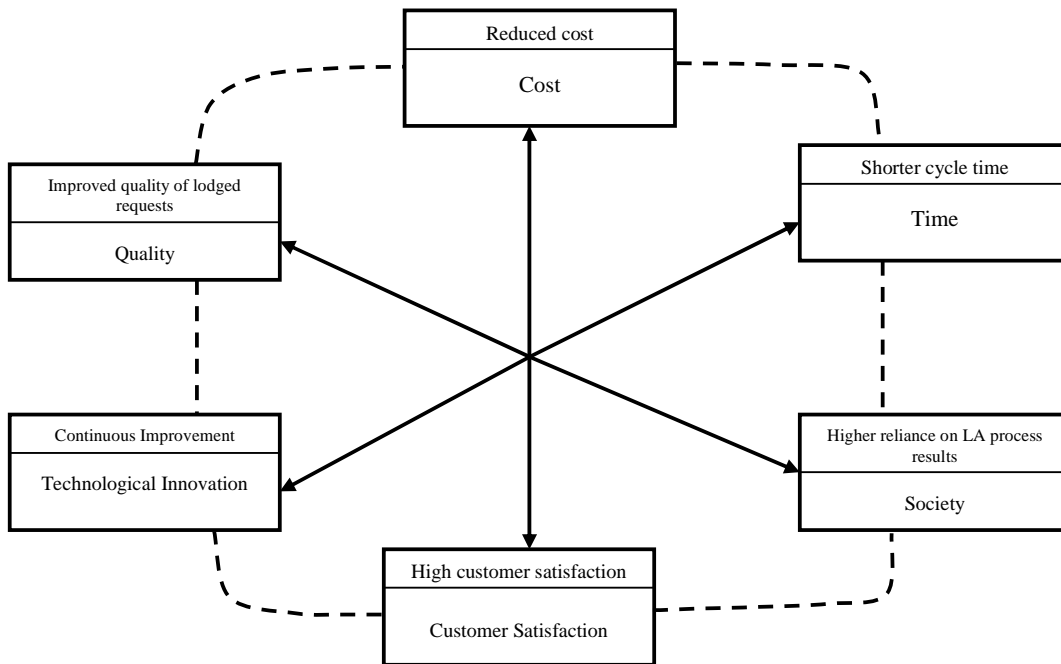 Reduced cost
Cost
Improved quality of lodged
requests
Quality
Shorter cycle time
Time
Continuous Improvement
Technological Innovation
Higher reliance on LA process
results
Society
High customer satisfaction
Customer Satisfaction